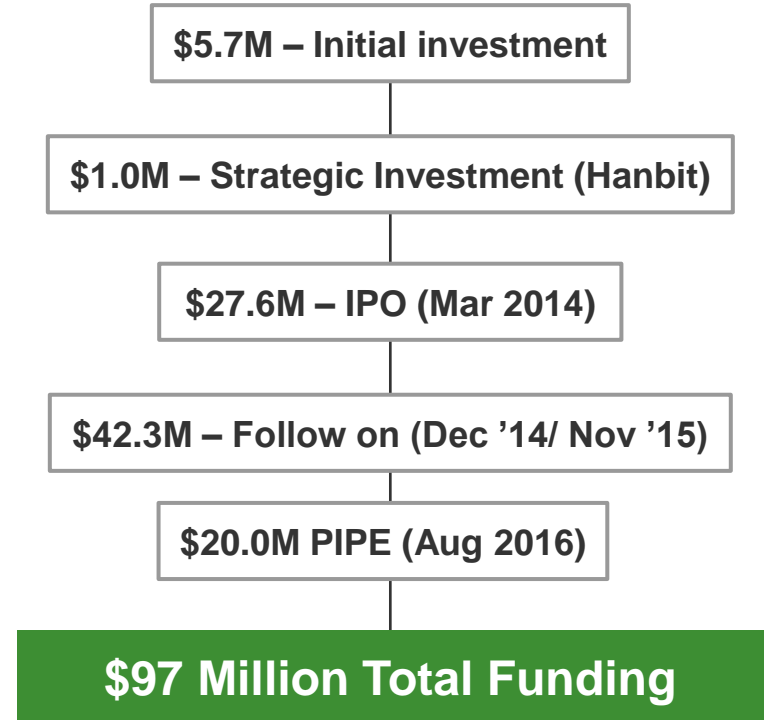 $5.7M – Initial investment
$1.0M – Strategic Investment (Hanbit)
$27.6M – IPO (Mar 2014)
$42.3M – Follow on (Dec ’14/ Nov ’15)
$20.0M PIPE (Aug 2016)
$97 Million Total Funding